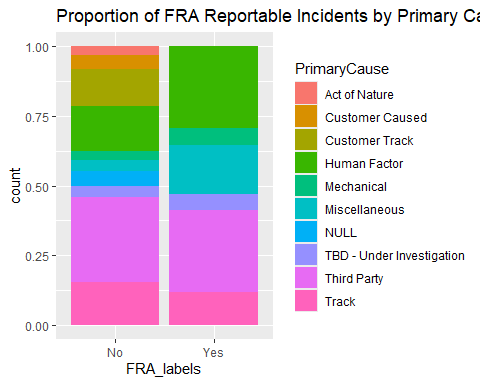 Proportion of FRA Reportable Incidents by Primary Ca
1.00
0.75
0.50
0.25
0.00
count
No Yes
FRA_labels
PrimaryCause
Act of Nature
Customer Caused
Customer Track
Human Factor
Mechanical
Miscellaneous
NULL
TBD - Under Investigation
Third Party
Track